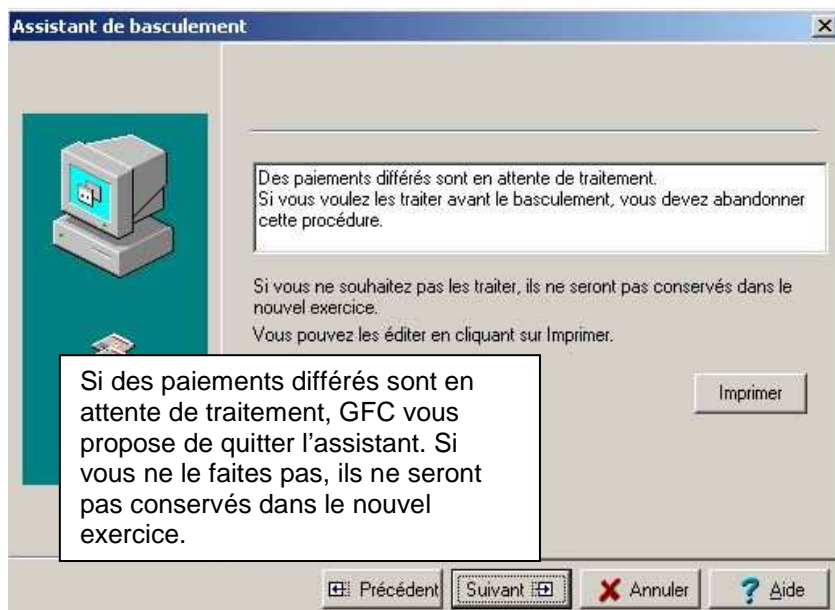 Assistant de basculement
Des paiements différés sont en attente de traitement.
Si vous voulez les traiter avant le basculement, vous devez abandonner
cette procédure.
Si vous ne souhaitez pas les traiter, ils ne seront pas conservés dans le
nouvel exercice.
Vous pouvez les éditer en cliquant sur Imprimer.
Imprimer
Si des paiements différés sont en
attente de traitement, GFC vous
propose de quitter l'assistant. Si
vous ne le faites pas, ils ne seront
pas conservés dans le nouvel
exercice.
Précédent Suivant Annuler Aide